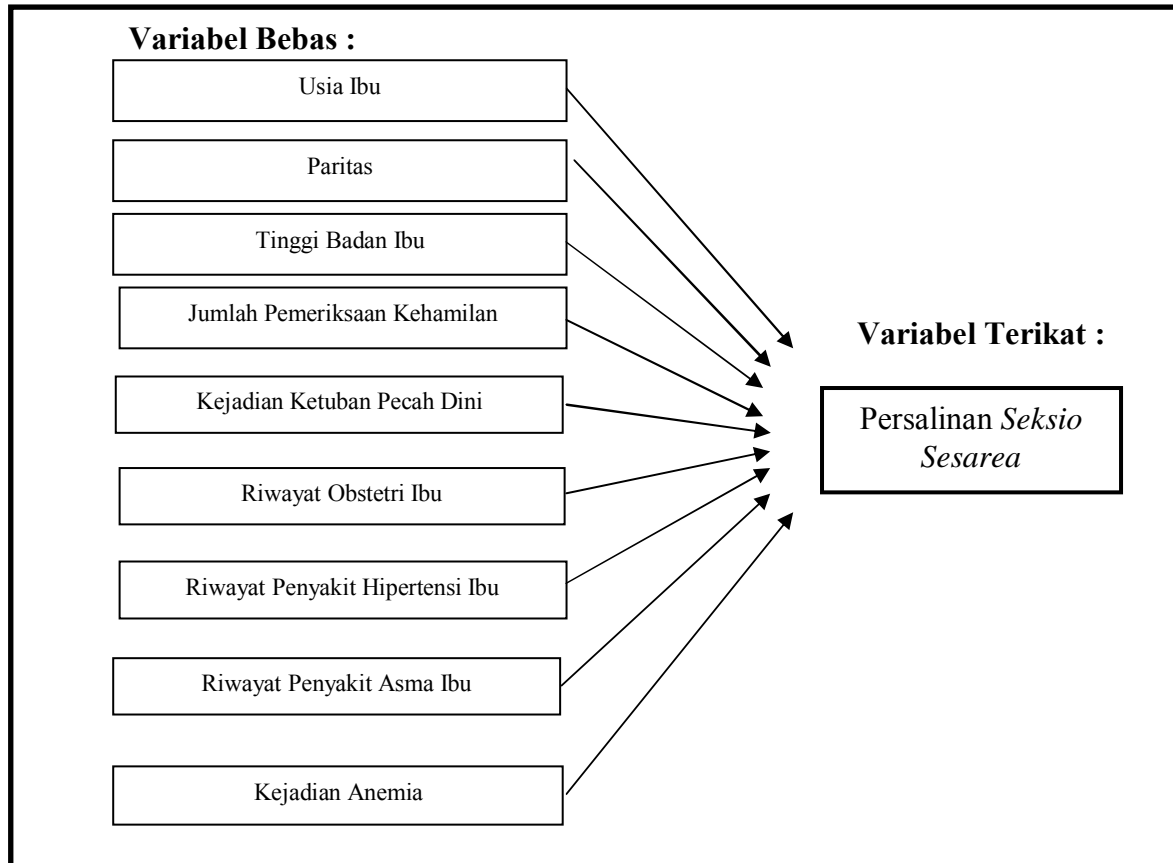 Variabel Bebas :
Usia Ibu
Paritas
Tinggi Badan Ibu
Jumlah Pemeriksaan Kehamilan
Kejadian Ketuban Pecah Dini
Riwayat Obstetri Ibu
Riwayat Penyakit Hipertensi Ibu
Riwayat Penyakit Asma Ibu
Kejadian Anemia
Variabel Terikat :
Persalinan Seksio
Sesarea